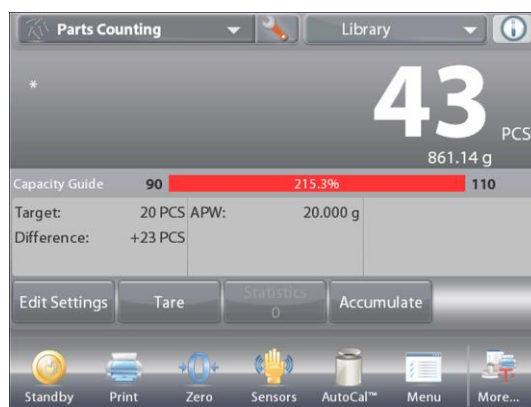 Parts Counting
Library
*
43 PCS
861.14 g
Capacity Guide 90 215.3% 110
Target: 20 PCS APW: 20.000 g
Difference: +23 PCS
Edit Settings Tare Statistics Accumulate
0
Standby Print Zero Sensors AutoCal™ Menu More...